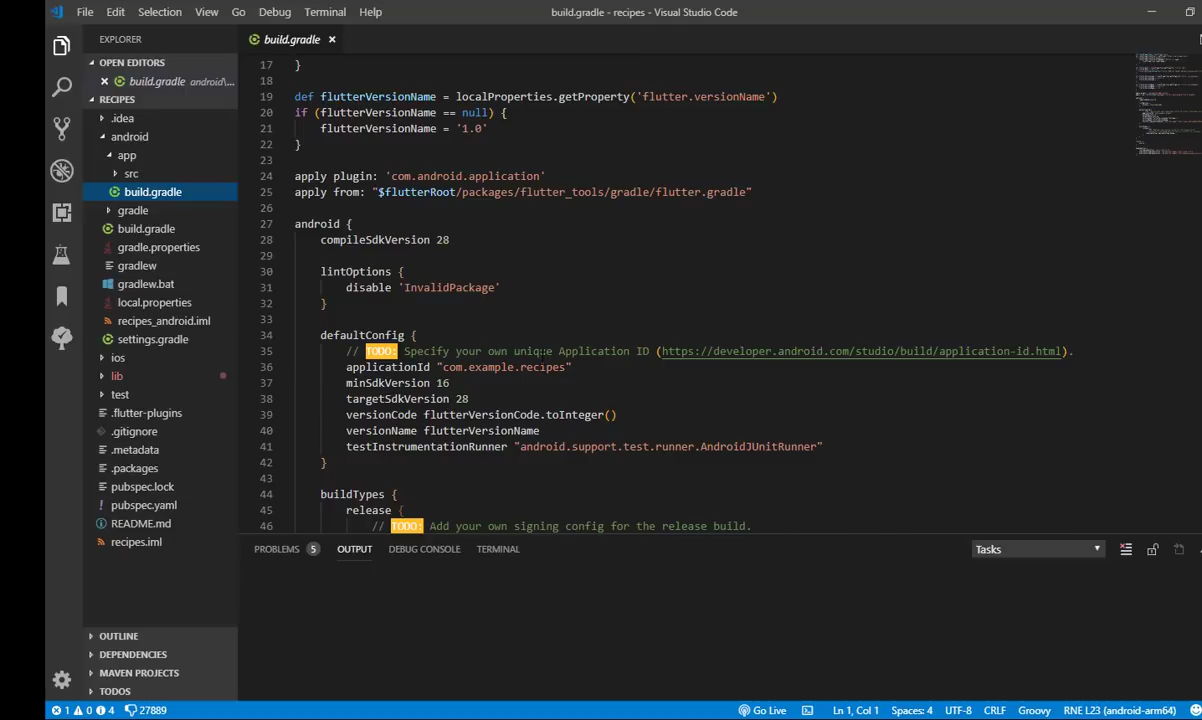 File Edit Selection View Go Debug Terminal Help build.gradle - recipes - Visual Studio Code
EXPLORER
OPEN EDITORS
build.gradle android\...
RECIPES
.idea
android
app
src
build.gradle
gradle
build.gradle
gradle.properties
gradlew
gradlew.bat
local.properties
recipes_android.iml
settings.gradle
ios
lib
test
.flutter-plugins
.gitignore
.metadata
.packages
pubspec.lock
pubspec.yaml
README.md
recipes.iml
OUTLINE
DEPENDENCIES
MAVEN PROJECTS
TODOS
build.gradle
17 }
18
19 def flutterVersionName = localProperties.getProperty('flutter.versionName')
20 if (flutterVersionName == null) {
21 flutterVersionName = '1.0'
22 }
23
24 apply plugin: 'com.android.application'
25 apply from: "$flutterRoot/packages/flutter_tools/gradle/flutter.gradle"
26
27 android {
28 compileSdkVersion 28
29
30 lintOptions {
31 disable 'InvalidPackage'
32 }
33
34 defaultConfig {
35 // TODO: Specify your own unique Application ID (https://developer.android.com/studio/build/application-id.html).
36 applicationId "com.example.recipes"
37 minSdkVersion 16
38 targetSdkVersion 28
39 versionCode flutterVersionCode.toInteger()
40 versionName flutterVersionName
41 testInstrumentationRunner "android.support.test.runner.AndroidJUnitRunner"
42 }
43
44 buildTypes {
45 release {
46 // TODO: Add your own signing config for the release build.
PROBLEMS 5 OUTPUT DEBUG CONSOLE TERMINAL Tasks
1 0 4 27889 Go Live Ln 1, Col 1 Spaces: 4 UTF-8 CRLF Groovy RNE L23 (android-arm64)